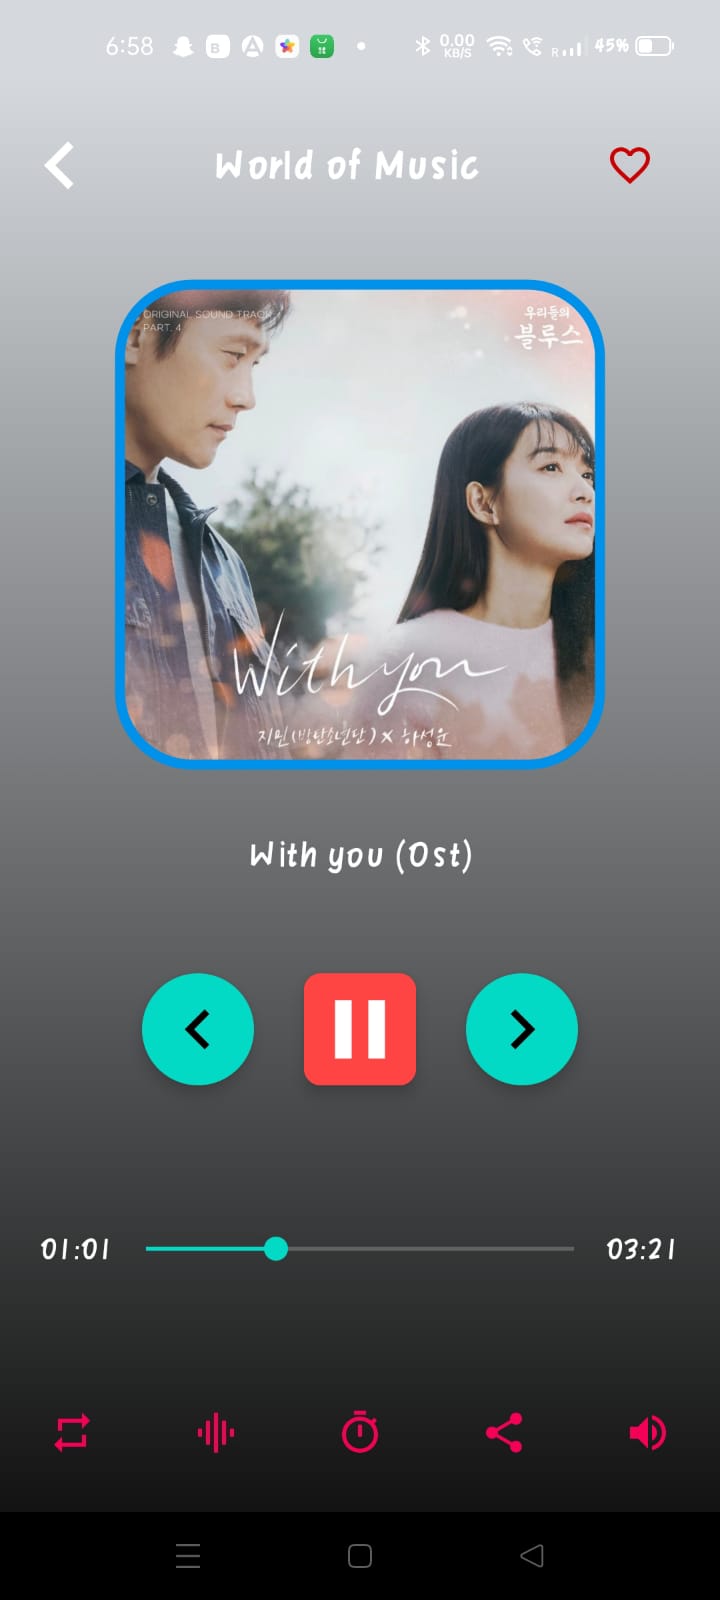 6:58
0.00
KB/S
R
45%
World of Music
ORIGINAL SOUND TRACK
PART. 4
우리들의
블루스
With you
지민(방탄소년단) x 하성운
With you (Ost)
01:01
03:21